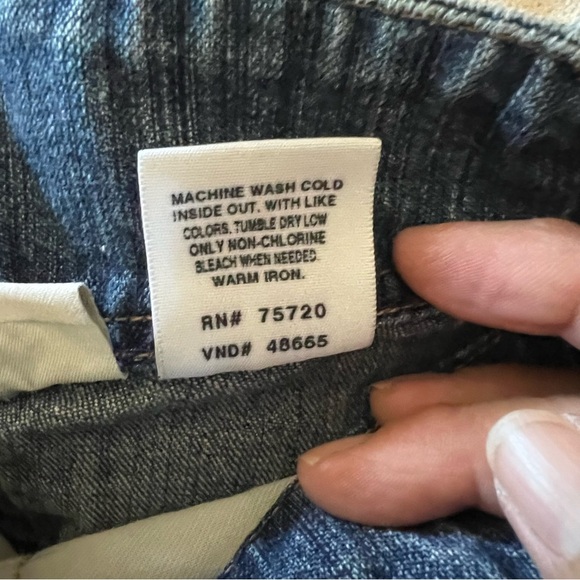 MACHINE WASH COLD
INSIDE OUT. WITH LIKE
COLORS. TUMBLE DRY LOW
ONLY NON-CHLORINE
BLEACH WHEN NEEDED.
WARM IRON.
RN# 75720
VND# 48665